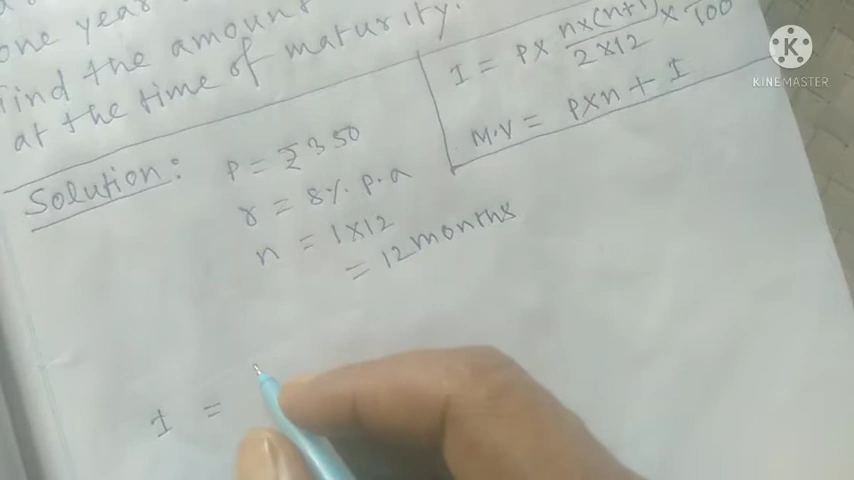 one year
find the amount
at the time of maturity.
I = P × n×(n+1) / 2×12 × / 100
M.V = P×n + I
KINEMASTER
Solution: P = ₹350
r = 8% p.a
n = 1×12
= 12 months
I =